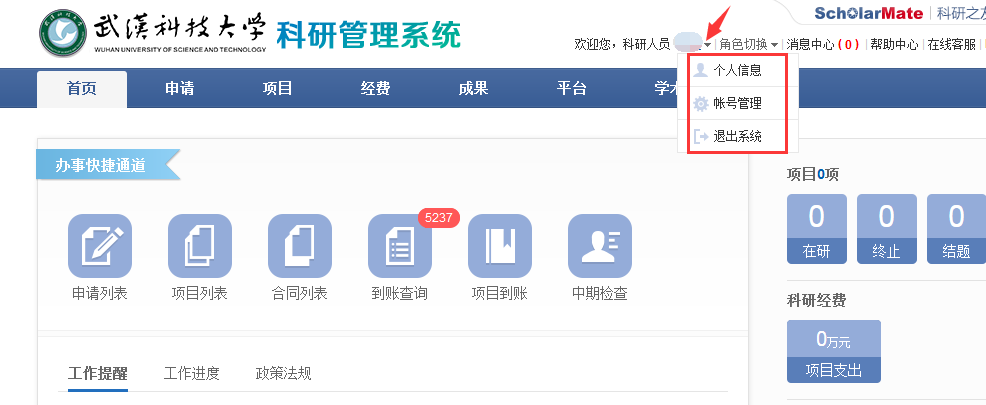 SCHOLARMATE 科研之友
武漢科技大学
WUHAN UNIVERSITY OF SCIENCE AND TECHNOLOGY
科研管理系统
欢迎您，科研人员 角色切换 消息中心 ( 0 ) 帮助中心 在线客服
个人信息
帐号管理
退出系统
首页 申请 项目 经费 成果 平台 学术
办事快捷通道
5237
申请列表 项目列表 合同列表 到账查询 项目到账 中期检查
项目0项
0 0 0
在研 终止 结题
科研经费
0万元
项目支出
工作提醒 工作进度 政策法规